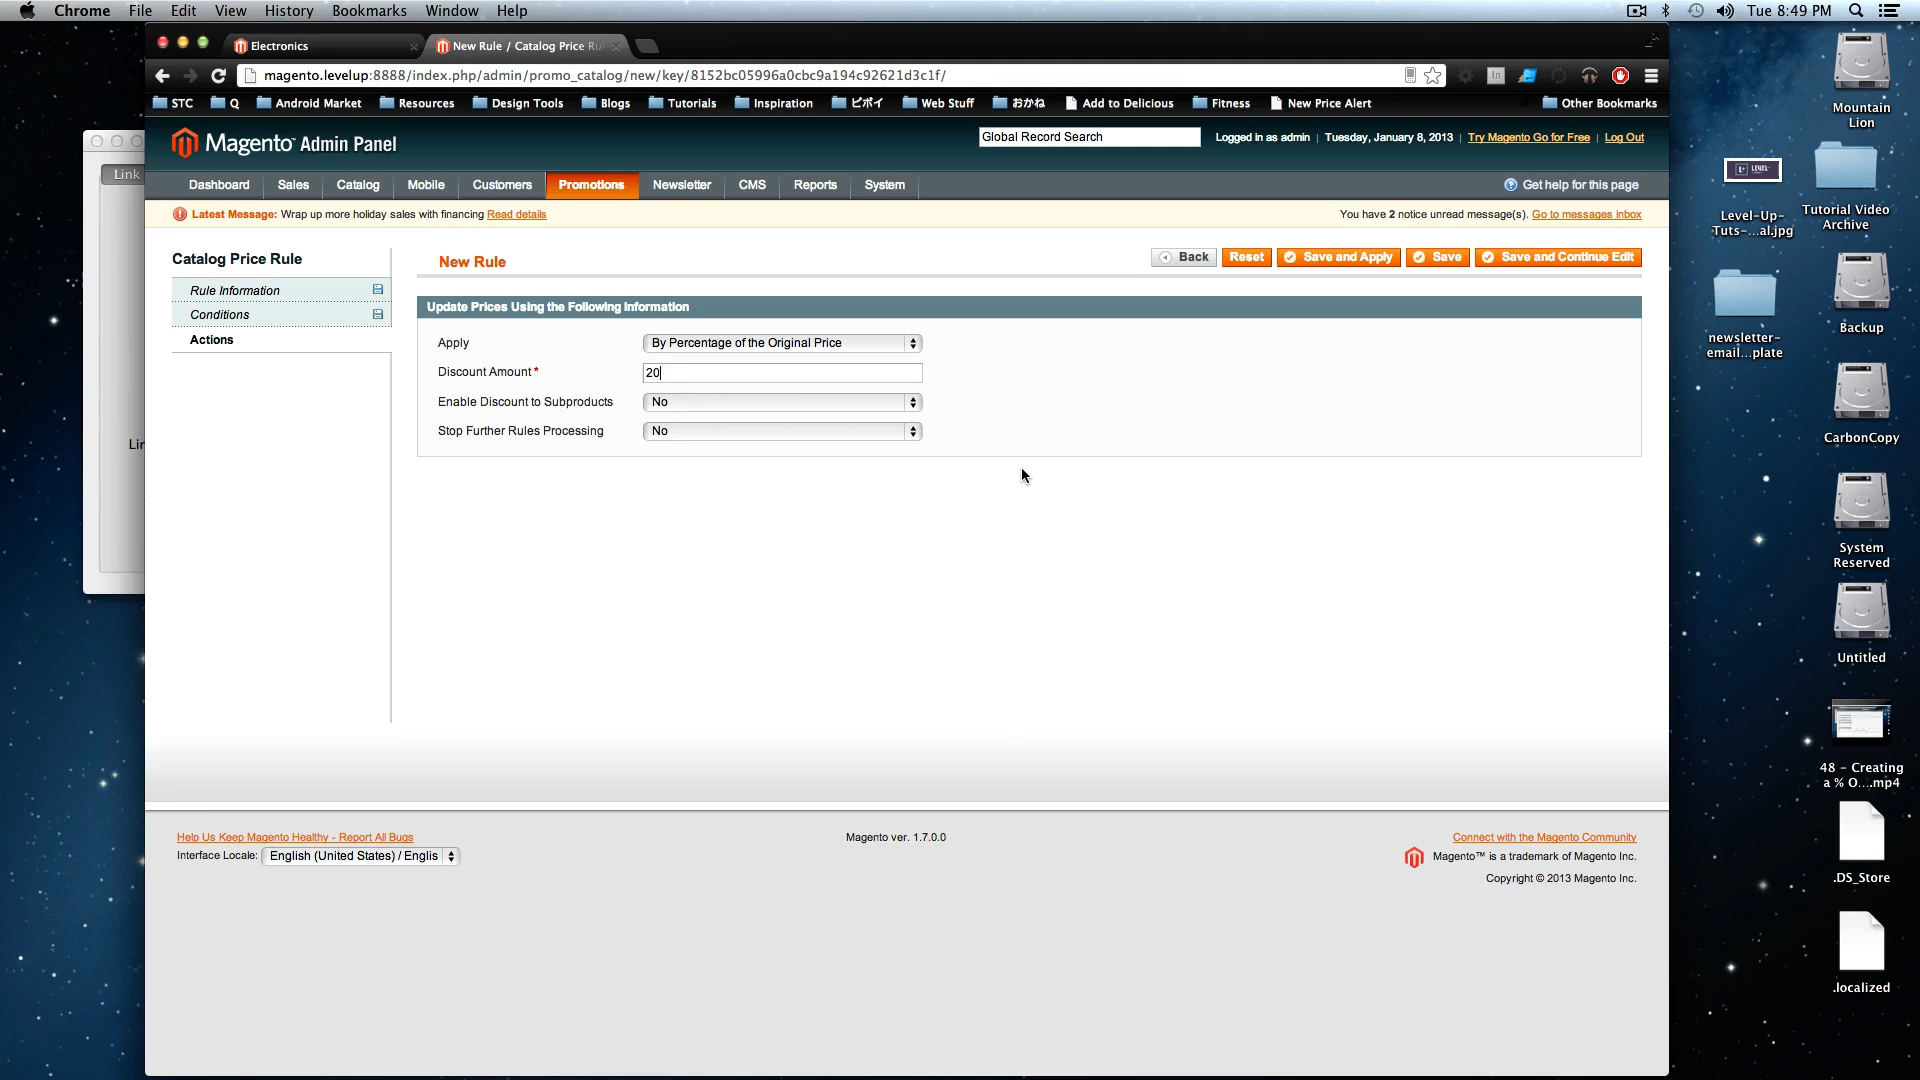 Chrome File Edit View History Bookmarks Window Help
Tue 8:49 PM
Electronics
New Rule / Catalog Price Ru
magento.levelup:8888/index.php/admin/promo_catalog/new/key/8152bc05996a0cbc9a194c92621d3c1f/
STC Q Android Market Resources Design Tools Blogs Tutorials Inspiration ビボイ Web Stuff おかね Add to Delicious Fitness New Price Alert Other Bookmarks
Magento™ Admin Panel
Global Record Search
Logged in as admin | Tuesday, January 8, 2013 | Try Magento Go for Free | Log Out
Dashboard Sales Catalog Mobile Customers Promotions Newsletter CMS Reports System
Get help for this page
Latest Message: Wrap up more holiday sales with financing Read details
You have 2 notice unread message(s). Go to messages inbox
Catalog Price Rule
Rule Information
Conditions
Actions
New Rule
Back Reset Save and Apply Save Save and Continue Edit
Update Prices Using the Following Information
Apply By Percentage of the Original Price
Discount Amount * 20
Enable Discount to Subproducts No
Stop Further Rules Processing No
Help Us Keep Magento Healthy - Report All Bugs
Interface Locale: English (United States) / Englis
Magento ver. 1.7.0.0
Connect with the Magento Community
Magento™ is a trademark of Magento Inc.
Copyright © 2013 Magento Inc.
Link
Lin
Mountain
Lion
LEVEL-
Level-Up-
Tuts-...al.jpg
Tutorial Video
Archive
newsletter-
email...plate
Backup
CarbonCopy
System
Reserved
Untitled
48 - Creating
a % O....mp4
.DS_Store
.localized